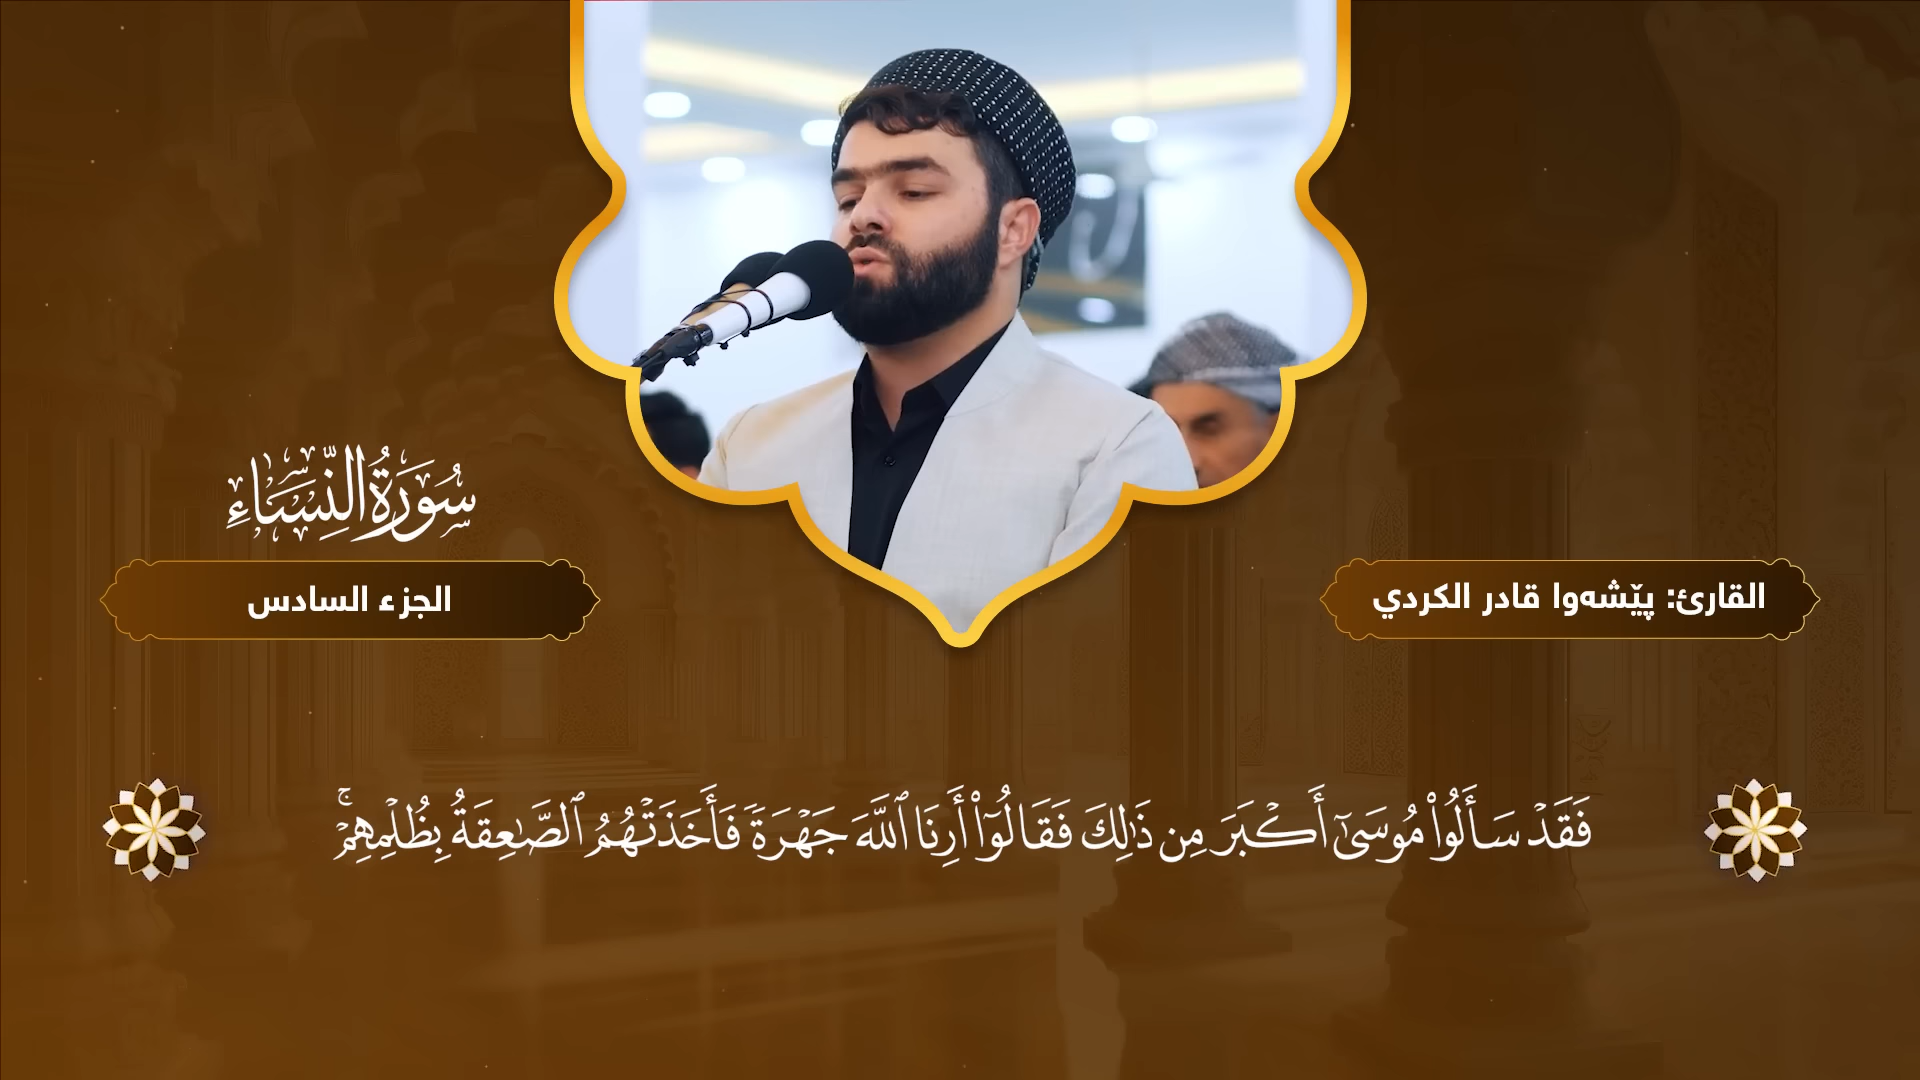 سُورَةُ النِّسَاءِ
القارئ: پێشەوا قادر الكردي
الجزء السادس
فَقَدْ سَأَلُوا۟ مُوسَىٰٓ أَكْبَرَ مِن ذَٰلِكَ فَقَالُوٓا۟ أَرِنَا ٱللَّهَ جَهْرَةً فَأَخَذَتْهُمُ ٱلصَّـٰعِقَةُ بِظُلْمِهِمْ ۚ